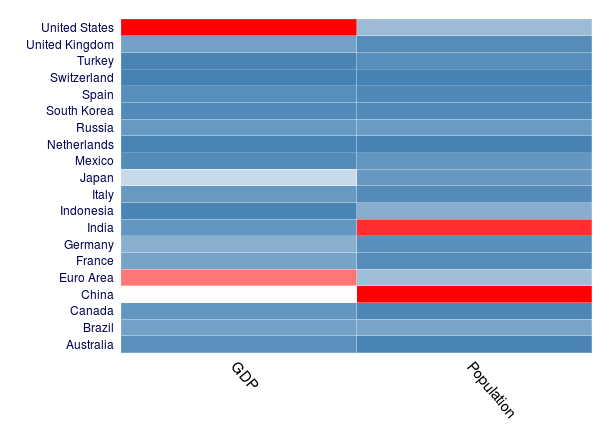 United States
United Kingdom
Turkey
Switzerland
Spain
South Korea
Russia
Netherlands
Mexico
Japan
Italy
Indonesia
India
Germany
France
Euro Area
China
Canada
Brazil
Australia
GDP
Population